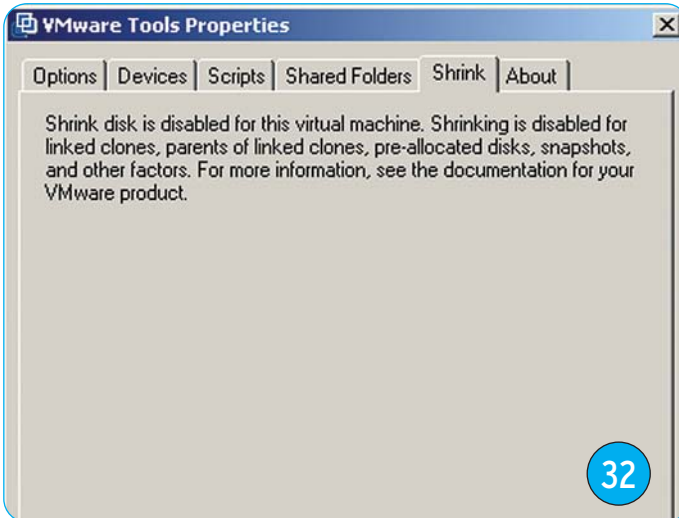 VMware Tools Properties
Options Devices Scripts Shared Folders Shrink About
Shrink disk is disabled for this virtual machine. Shrinking is disabled for
linked clones, parents of linked clones, pre-allocated disks, snapshots,
and other factors. For more information, see the documentation for your
VMware product.
32